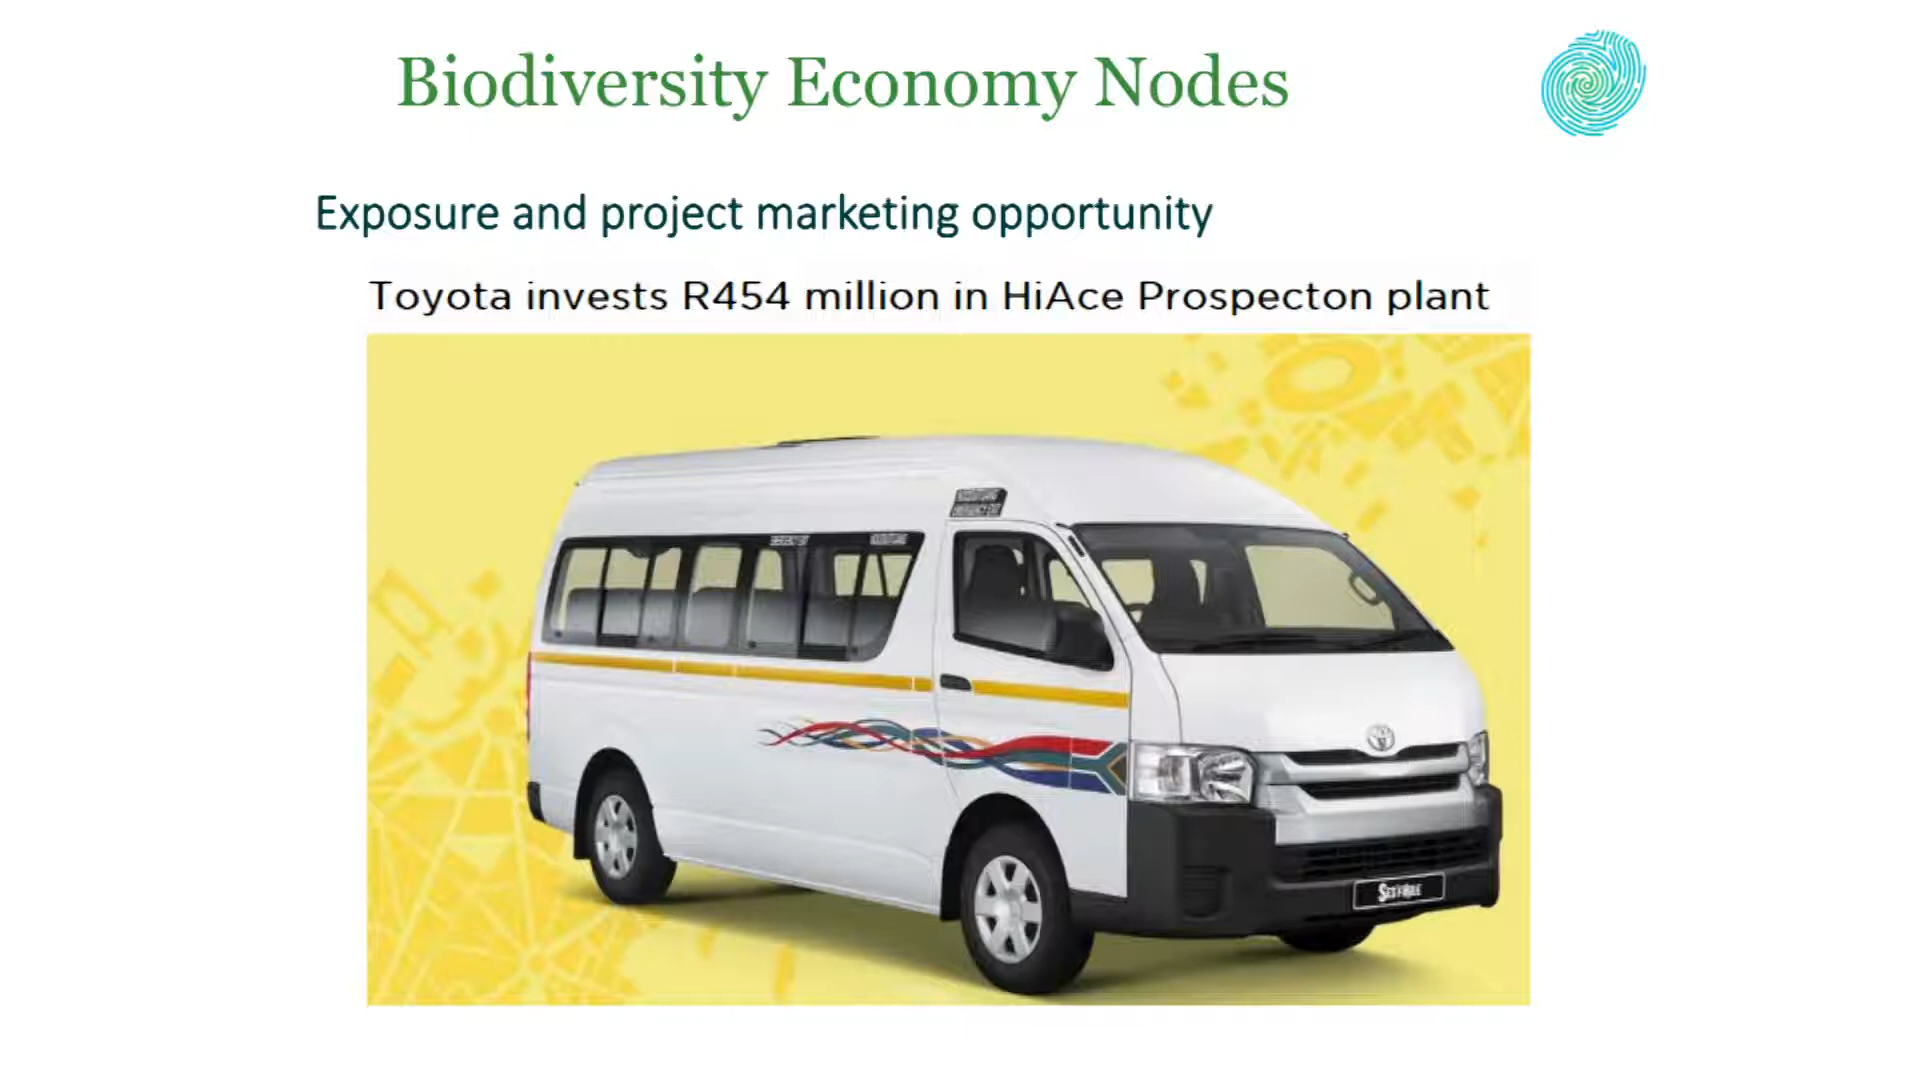 Biodiversity Economy Nodes
Exposure and project marketing opportunity
Toyota invests R454 million in HiAce Prospecton plant